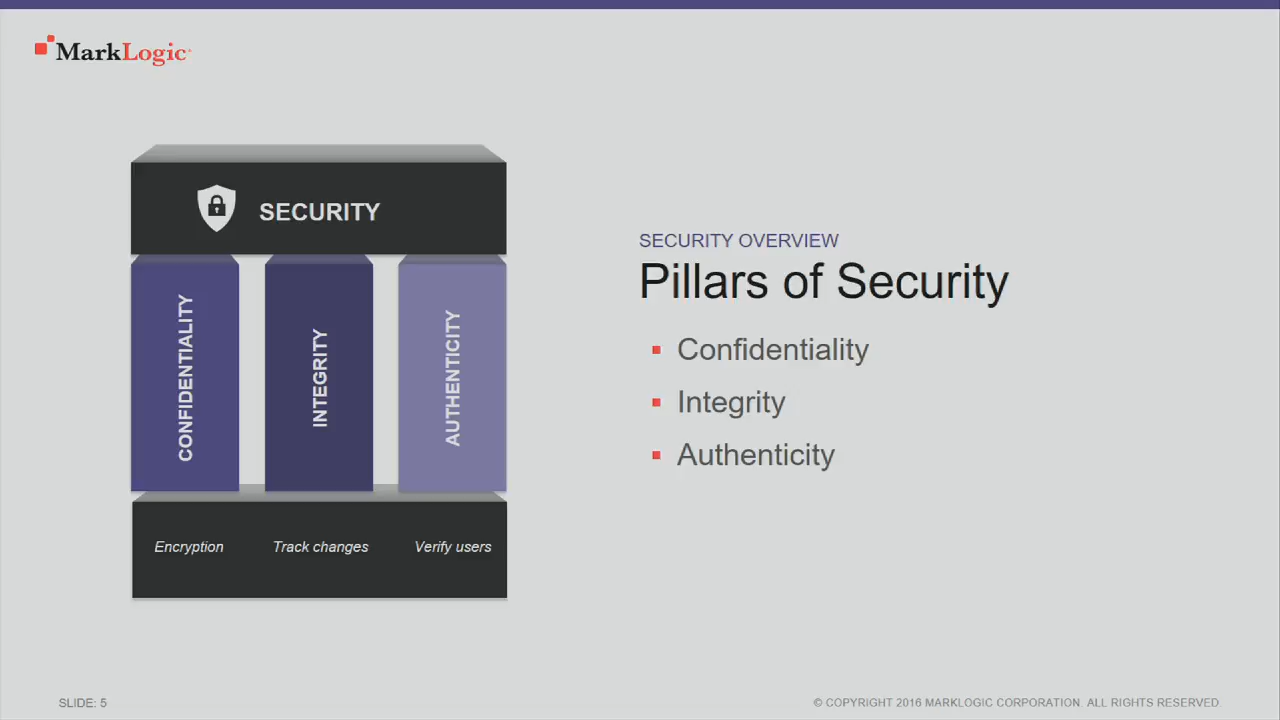 MarkLogic
SECURITY
CONFIDENTIALITY
INTEGRITY
AUTHENTICITY
Encryption
Track changes
Verify users
SECURITY OVERVIEW
Pillars of Security
Confidentiality
Integrity
Authenticity
SLIDE: 5
© COPYRIGHT 2016 MARKLOGIC CORPORATION. ALL RIGHTS RESERVED.